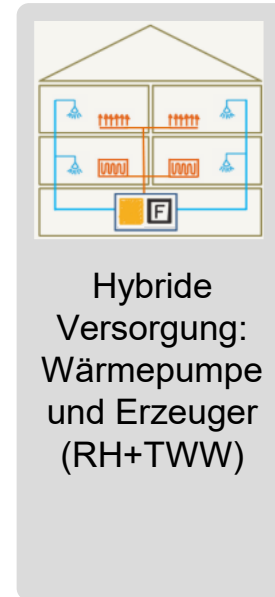 F
Hybride
Versorgung:
Wärmepumpe
und Erzeuger
(RH+TWW)